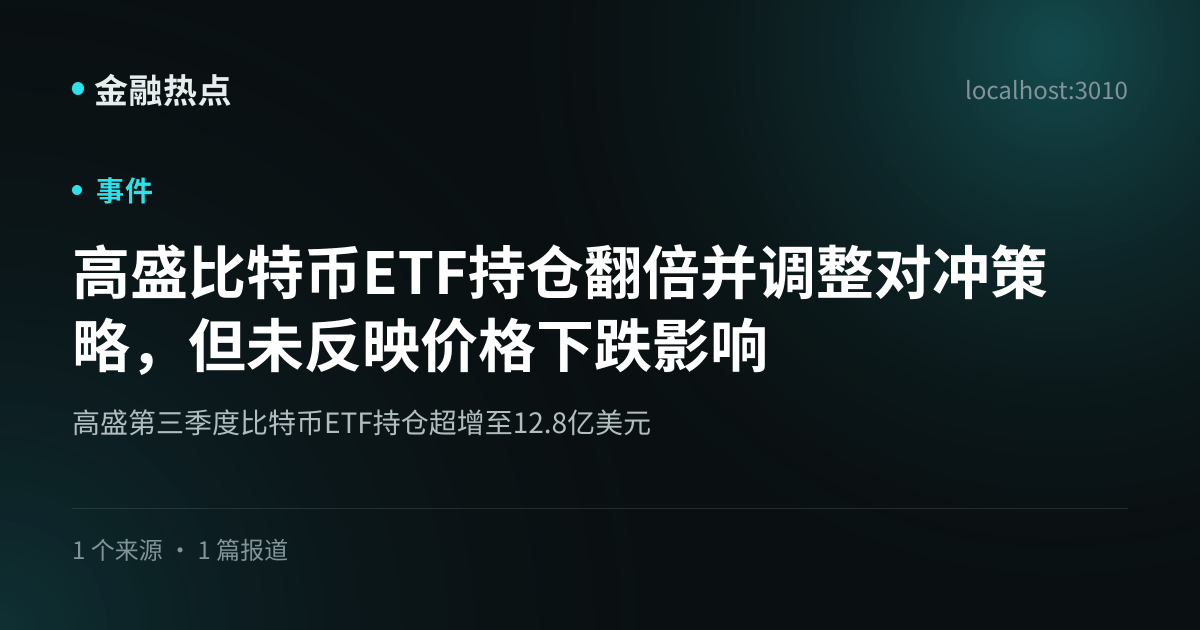 金融热点
localhost:3010
事件
高盛比特币ETF持仓翻倍并调整对冲策
略，但未反映价格下跌影响
高盛第三季度比特币ETF持仓超增至12.8亿美元
1 个来源 · 1 篇报道